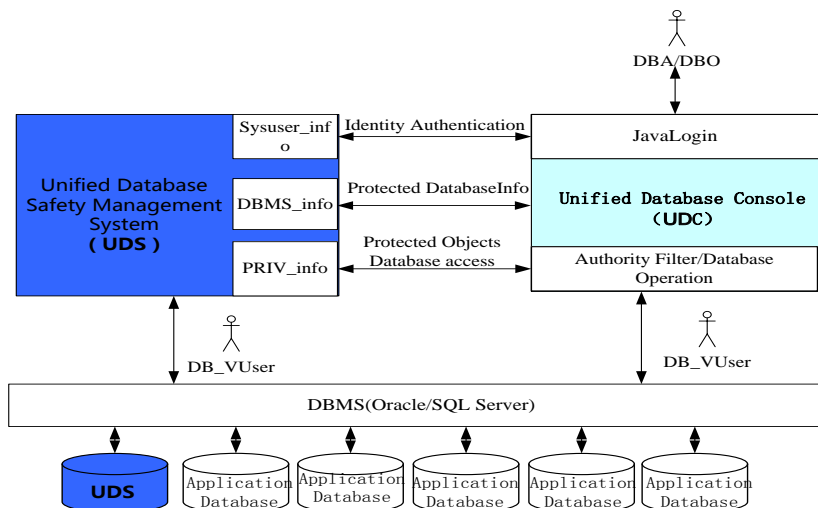 DBA/DBO
Sysuser_inf
o
Identity Authentication
JavaLogin
Unified Database
Safety Management
System
( UDS )
DBMS_info
Protected DatabaseInfo
Unified Database Console
(UDC)
PRIV_info
Protected Objects
Database access
Authority Filter/Database
Operation
DB_VUser
DB_VUser
DBMS(Oracle/SQL Server)
UDS
Application
Database
Application
Database
Application
Database
Application
Database
Application
Database